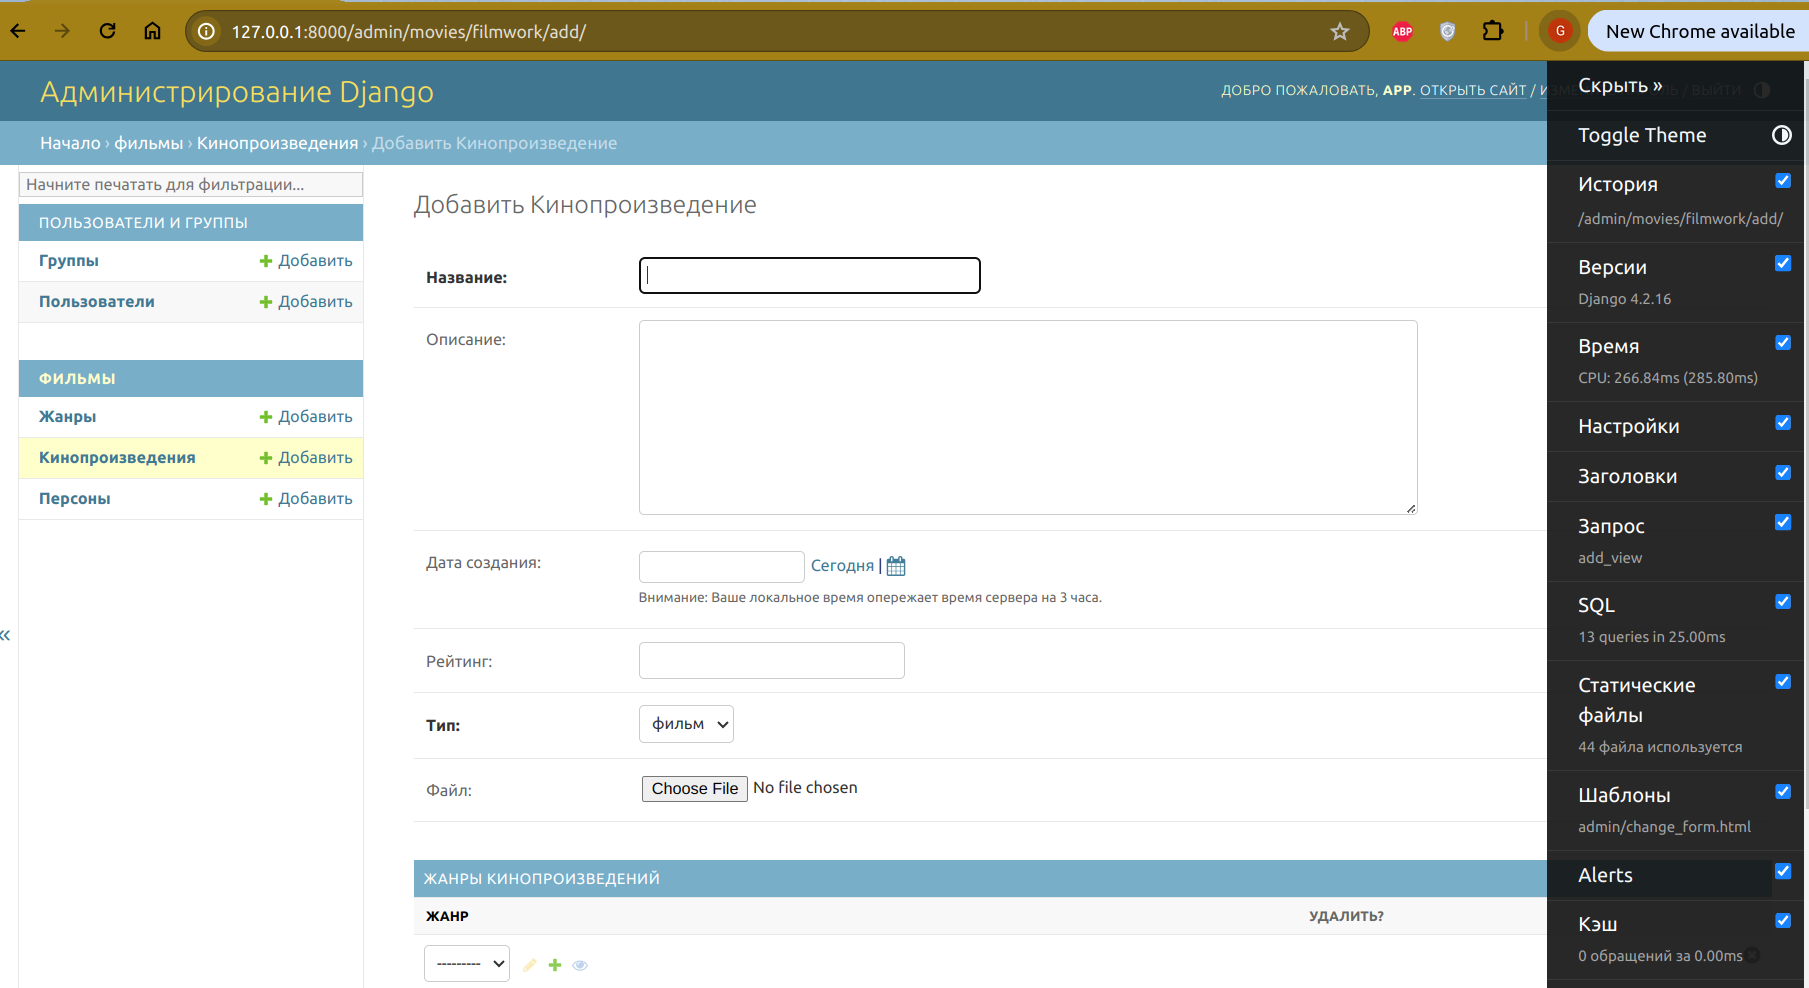 127.0.0.1:8000/admin/movies/filmwork/add/
ABP
G
New Chrome available
Администрирование Django
ДОБРО ПОЖАЛОВАТЬ, APP. ОТКРЫТЬ САЙТ / ИЗМЕНИТЬ ПАРОЛЬ / ВЫЙТИ
Начало › фильмы › Кинопроизведения › Добавить Кинопроизведение
Начните печатать для фильтрации...
ПОЛЬЗОВАТЕЛИ И ГРУППЫ
Группы
Добавить
Пользователи
Добавить
ФИЛЬМЫ
Жанры
Добавить
Кинопроизведения
Добавить
Персоны
Добавить
«
Добавить Кинопроизведение
Название:
Описание:
Дата создания:
Сегодня |
Внимание: Ваше локальное время опережает время сервера на 3 часа.
Рейтинг:
Тип:
фильм
Файл:
Choose File No file chosen
ЖАНРЫ КИНОПРОИЗВЕДЕНИЙ
ЖАНР
УДАЛИТЬ?
---------
Скрыть »
Toggle Theme
История
/admin/movies/filmwork/add/
Версии
Django 4.2.16
Время
CPU: 266.84ms (285.80ms)
Настройки
Заголовки
Запрос
add_view
SQL
13 queries in 25.00ms
Статические
файлы
44 файла используется
Шаблоны
admin/change_form.html
Alerts
Кэш
0 обращений за 0.00ms